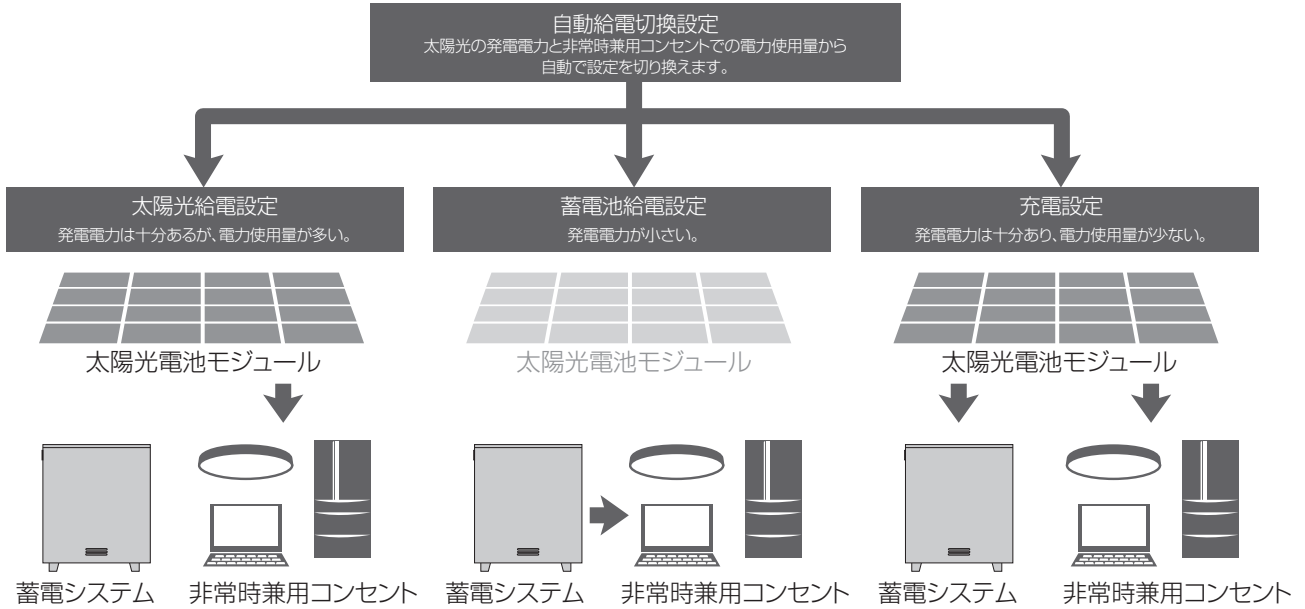 自動給電切換設定
太陽光の発電電力と非常時兼用コンセントでの電力使用量から
自動で設定を切り換えます。
太陽光給電設定
発電電力は十分あるが、電力使用量が多い。
蓄電池給電設定
発電電力が小さい。
充電設定
発電電力は十分あり、電力使用量が少ない。
太陽光電池モジュール
太陽光電池モジュール
太陽光電池モジュール
蓄電システム
非常時兼用コンセント
蓄電システム
非常時兼用コンセント
蓄電システム
非常時兼用コンセント